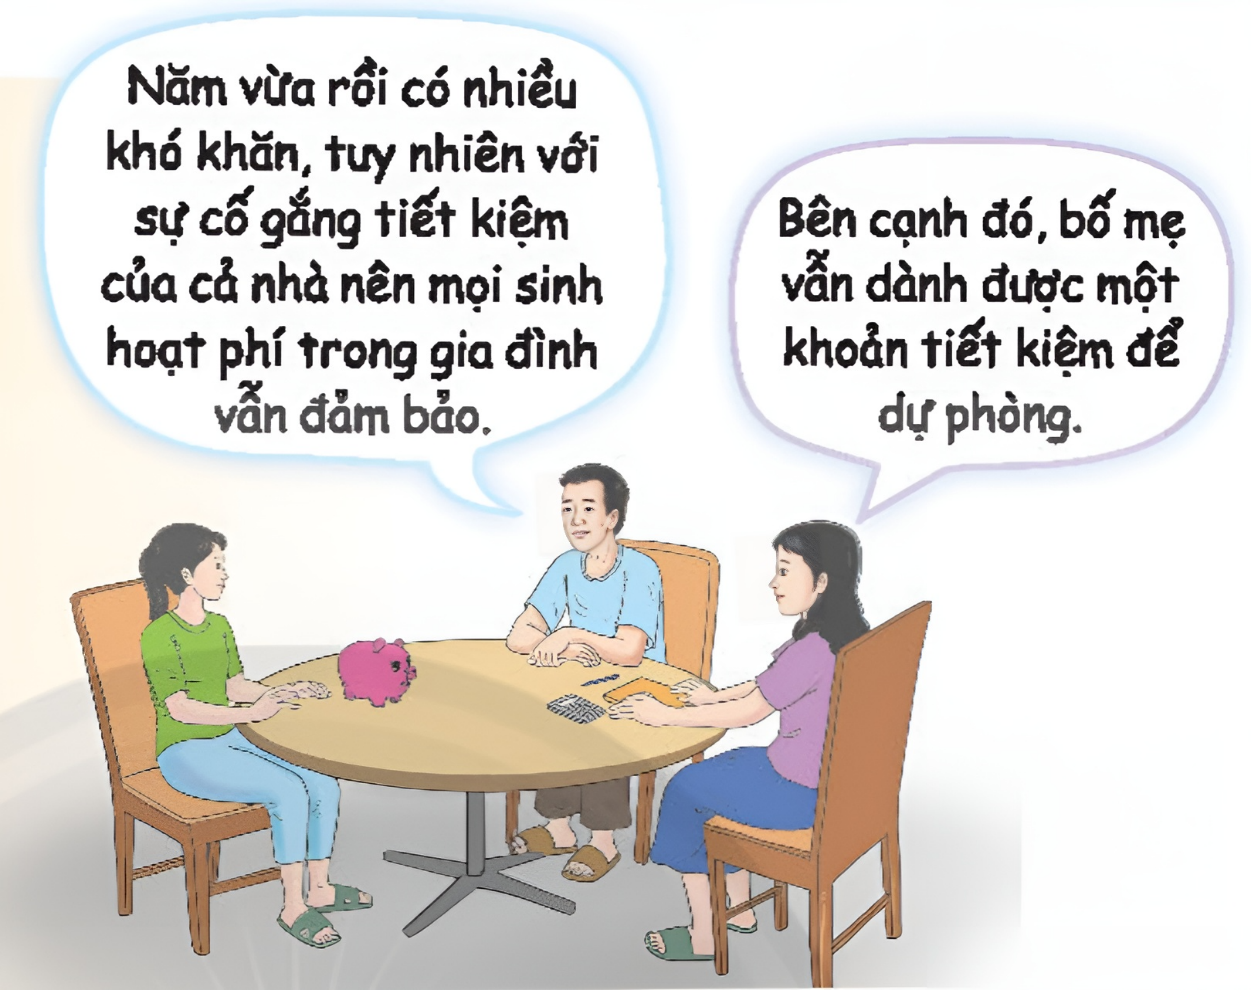 Năm vừa rồi có nhiều
khó khăn, tuy nhiên với
sự cố gắng tiết kiệm
của cả nhà nên mọi sinh
hoạt phí trong gia đình
vẫn đảm bảo.
Bên cạnh đó, bố mẹ
vẫn dành được một
khoản tiết kiệm để
dự phòng.